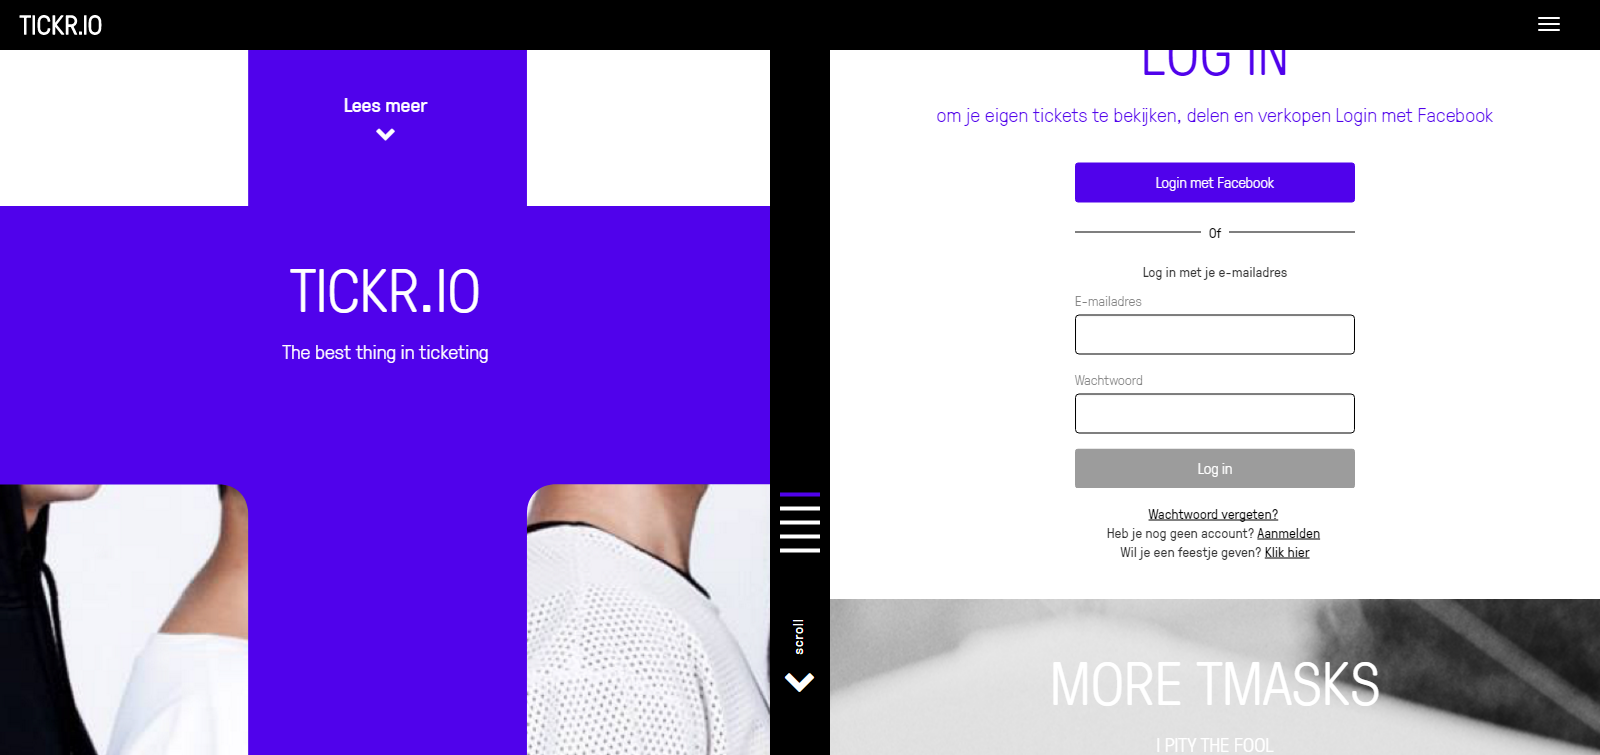 TICKR.IO
Lees meer
TICKR.IO
The best thing in ticketing
scroll
LOG IN
om je eigen tickets te bekijken, delen en verkopen Login met Facebook
Login met Facebook
Of
Log in met je e-mailadres
E-mailadres
Wachtwoord
Log in
Wachtwoord vergeten?
Heb je nog geen account? Aanmelden
Wil je een feestje geven? Klik hier
MORE TMASKS
I PITY THE FOOL